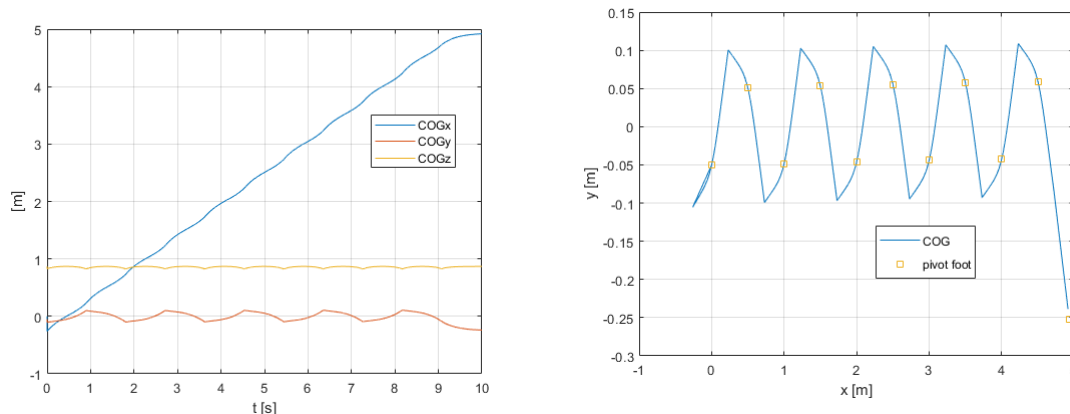 5
4
3
2
1
0
-1
[m]
COGx
COGy
COGz
0 1 2 3 4 5 6 7 8 9 10
t [s]
0.15
0.1
0.05
0
-0.05
-0.1
-0.15
-0.2
-0.25
-0.3
y [m]
COG
pivot foot
-1 0 1 2 3 4 5
x [m]